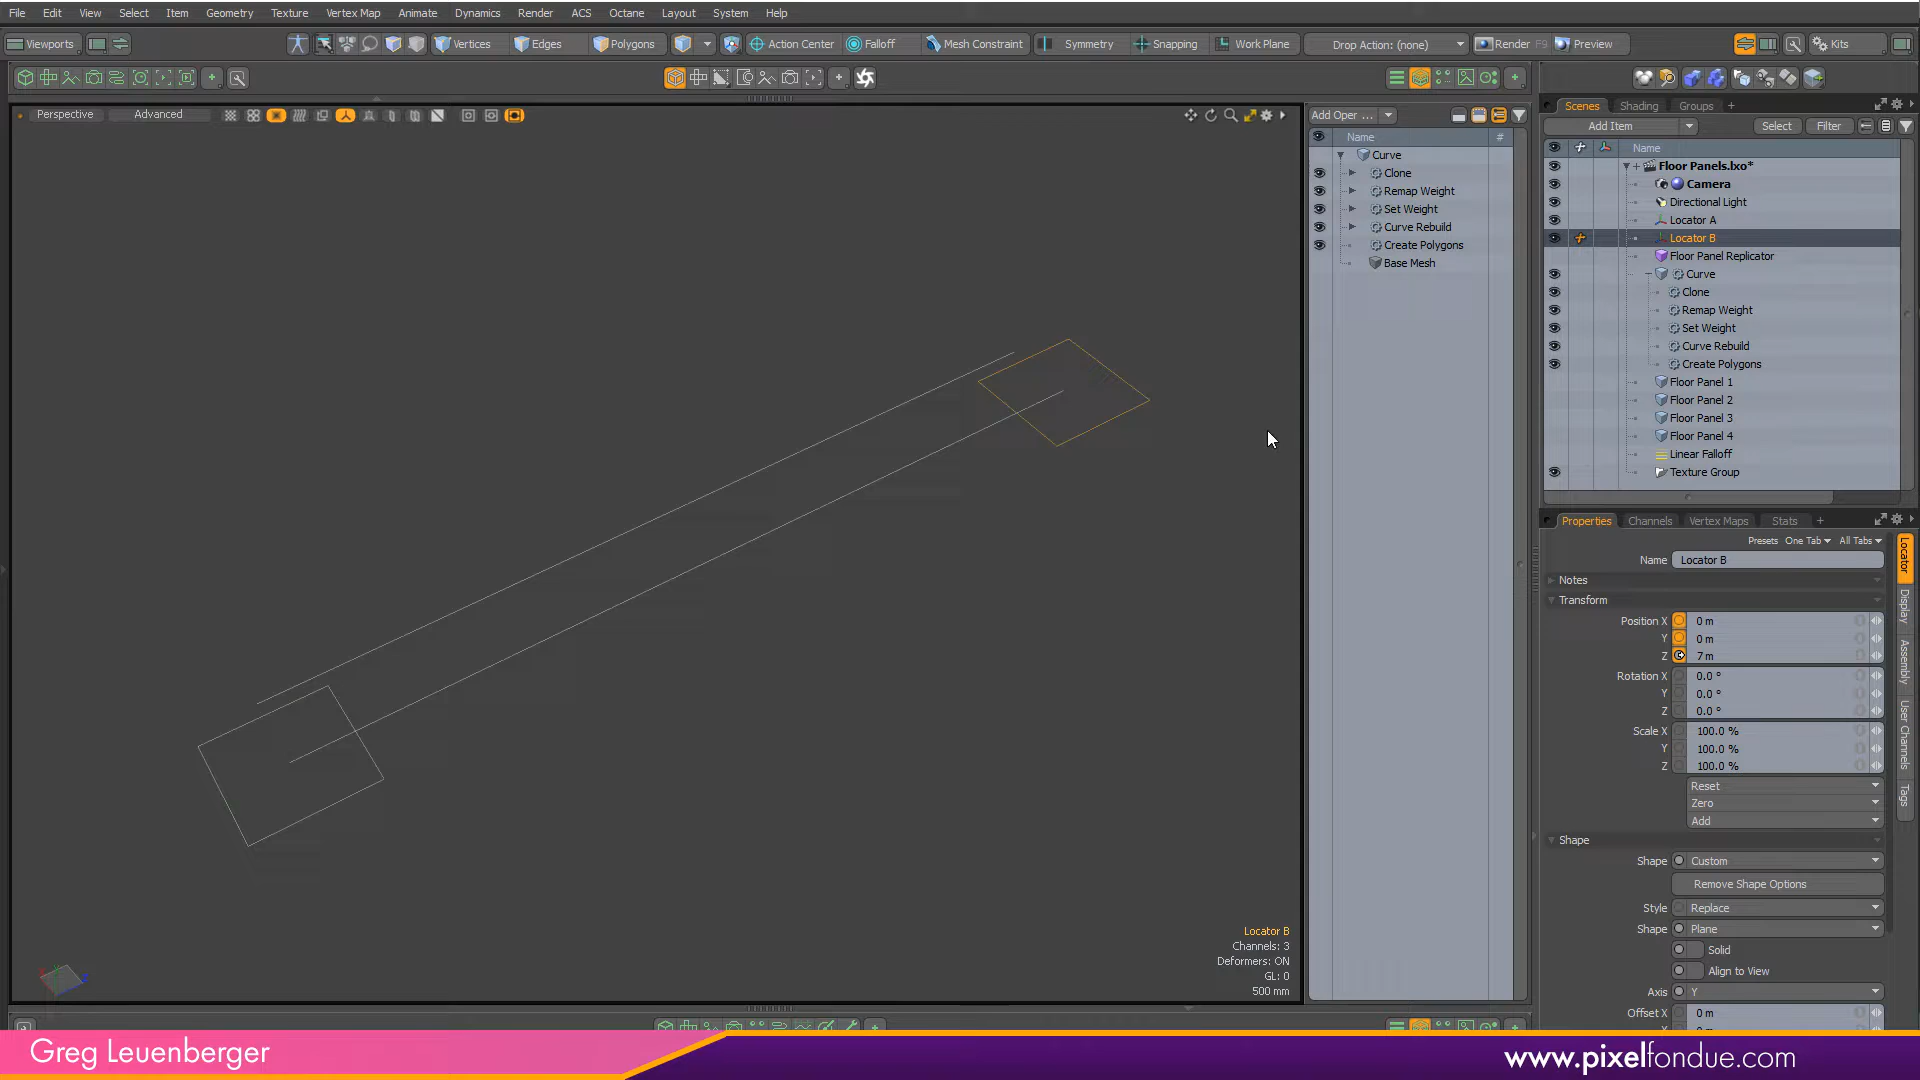 File Edit View Select Item Geometry Texture Vertex Map Animate Dynamics Render ACS Octane Layout System Help
Viewports Vertices Edges Polygons Action Center Falloff Mesh Constraint Symmetry Snapping Work Plane Drop Action: (none) Render F9 Preview Kits
Perspective Advanced
Add Oper ...
Name #
Curve
Clone
Remap Weight
Set Weight
Curve Rebuild
Create Polygons
Base Mesh
Scenes Shading Groups +
Add Item Select Filter
Name
Floor Panels.lxo*
Camera
Directional Light
Locator A
Locator B
Floor Panel Replicator
Curve
Clone
Remap Weight
Set Weight
Curve Rebuild
Create Polygons
Floor Panel 1
Floor Panel 2
Floor Panel 3
Floor Panel 4
Linear Falloff
Texture Group
Properties Channels Vertex Maps Stats +
Presets One Tab All Tabs
Name Locator B
Notes
Transform
Position X 0 m
Y 0 m
Z 7 m
Rotation X 0.0 °
Y 0.0 °
Z 0.0 °
Scale X 100.0 %
Y 100.0 %
Z 100.0 %
Reset
Zero
Add
Shape
Shape Custom
Remove Shape Options
Style Replace
Shape Plane
Solid
Align to View
Axis Y
Offset X 0 m
Locator
Display
Assembly
User Channels
Tags
Locator B
Channels: 3
Deformers: ON
GL: 0
500 mm
Greg Leuenberger
www.pixelfondue.com